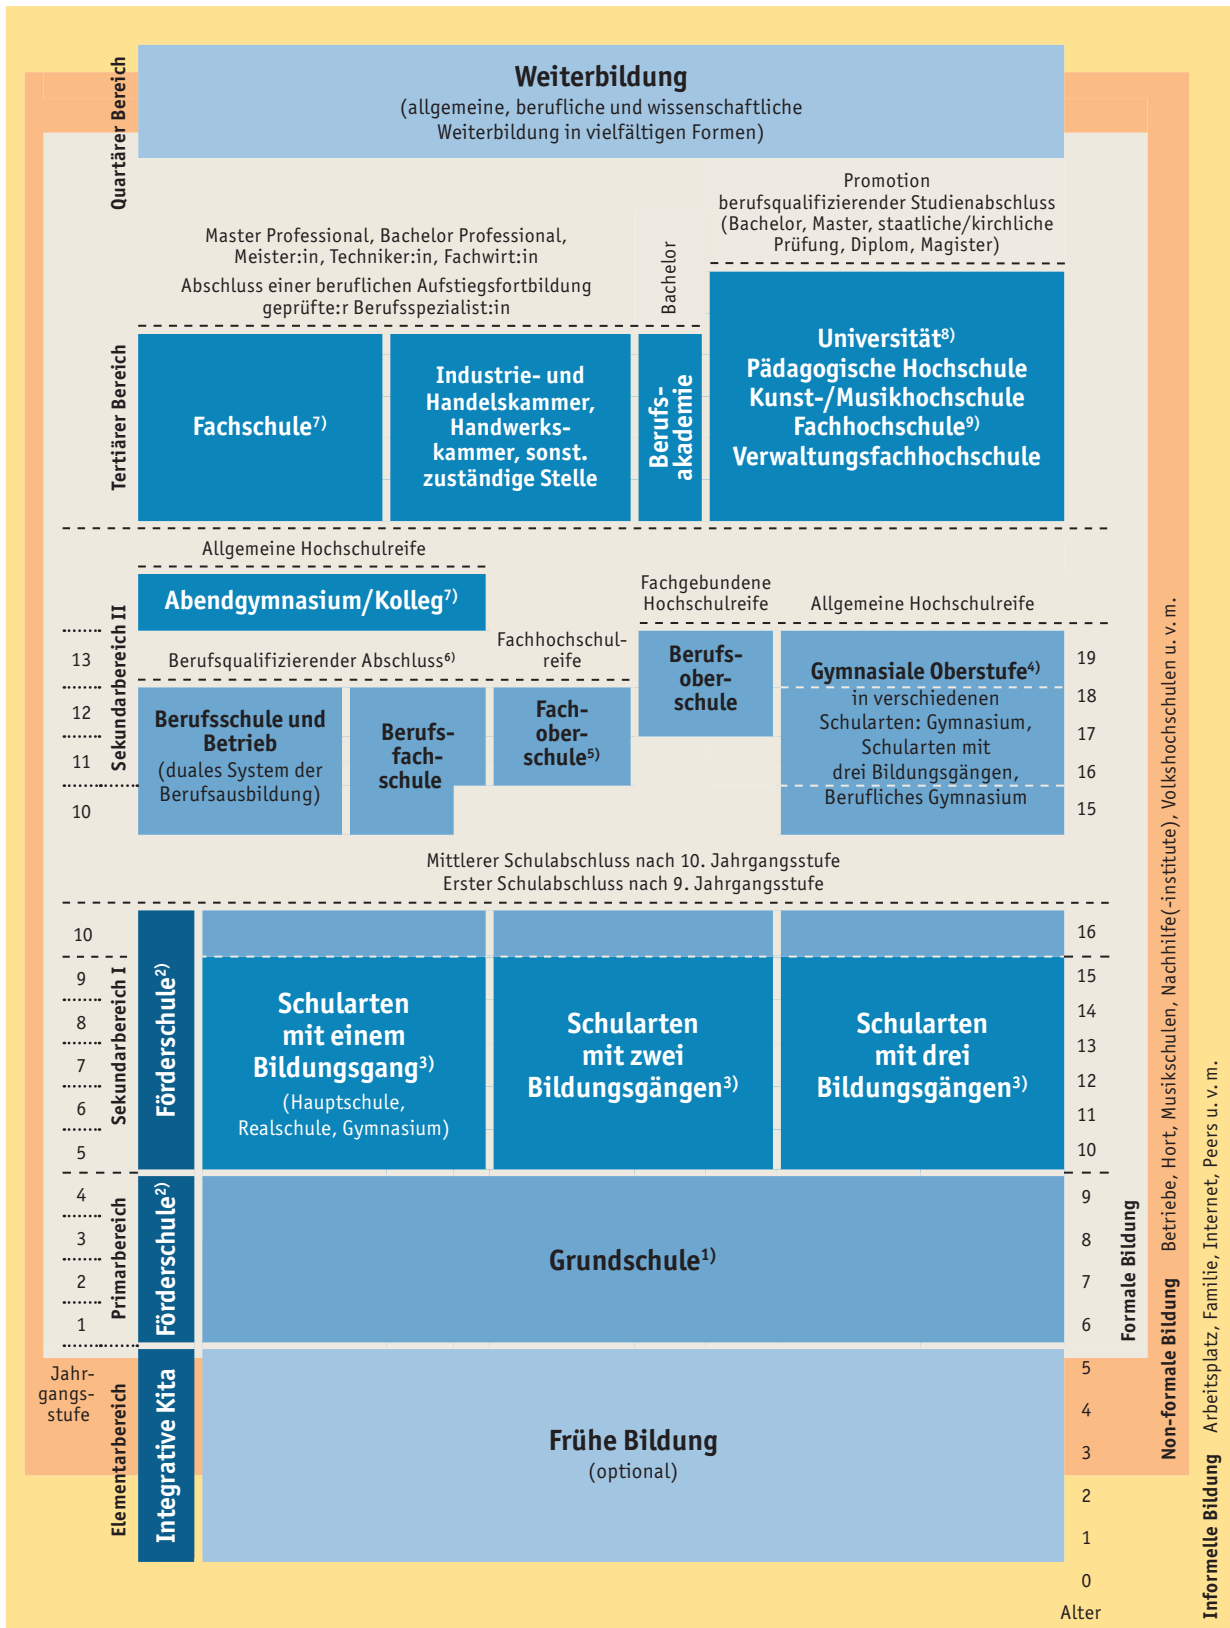 Quartärer Bereich
Weiterbildung
(allgemeine, berufliche und wissenschaftliche
Weiterbildung in vielfältigen Formen)
Master Professional, Bachelor Professional,
Meister:in, Techniker:in, Fachwirt:in
Abschluss einer beruflichen Aufstiegsfortbildung
geprüfte:r Berufsspezialist:in
Bachelor
Promotion
berufsqualifizierender Studienabschluss
(Bachelor, Master, staatliche/kirchliche
Prüfung, Diplom, Magister)
Tertiärer Bereich
Fachschule7)
Industrie- und
Handelskammer,
Handwerks-
kammer, sonst.
zuständige Stelle
Berufs-
akademie
Universität8)
Pädagogische Hochschule
Kunst-/Musikhochschule
Fachhochschule9)
Verwaltungsfachhochschule
Sekundarbereich II
13
12
11
10
Allgemeine Hochschulreife
Abendgymnasium/Kolleg7)
Berufsqualifizierender Abschluss6)
Berufsschule und
Betrieb
(duales System der
Berufsausbildung)
Berufs-
fach-
schule
Fachhochschul-
reife
Fach-
ober-
schule5)
Fachgebundene
Hochschulreife
Berufs-
ober-
schule
Allgemeine Hochschulreife
Gymnasiale Oberstufe4)
in verschiedenen
Schularten: Gymnasium,
Schularten mit
drei Bildungsgängen,
Berufliches Gymnasium
19
18
17
16
15
Mittlerer Schulabschluss nach 10. Jahrgangsstufe
Erster Schulabschluss nach 9. Jahrgangsstufe
Sekundarbereich I
10
9
8
7
6
5
Förderschule2)
Schularten
mit einem
Bildungsgang3)
(Hauptschule,
Realschule, Gymnasium)
Schularten
mit zwei
Bildungsgängen3)
Schularten
mit drei
Bildungsgängen3)
16
15
14
13
12
11
10
Primarbereich
4
3
2
1
Förderschule2)
Grundschule1)
9
8
7
6
Jahr-
gangs-
stufe
Elementarbereich
Integrative Kita
Frühe Bildung
(optional)
5
4
3
2
1
0
Alter
Formale Bildung
Non-formale Bildung Betriebe, Hort, Musikschulen, Nachhilfe(-institute), Volkshochschulen u. v. m.
Informelle Bildung Arbeitsplatz, Familie, Internet, Peers u. v. m.